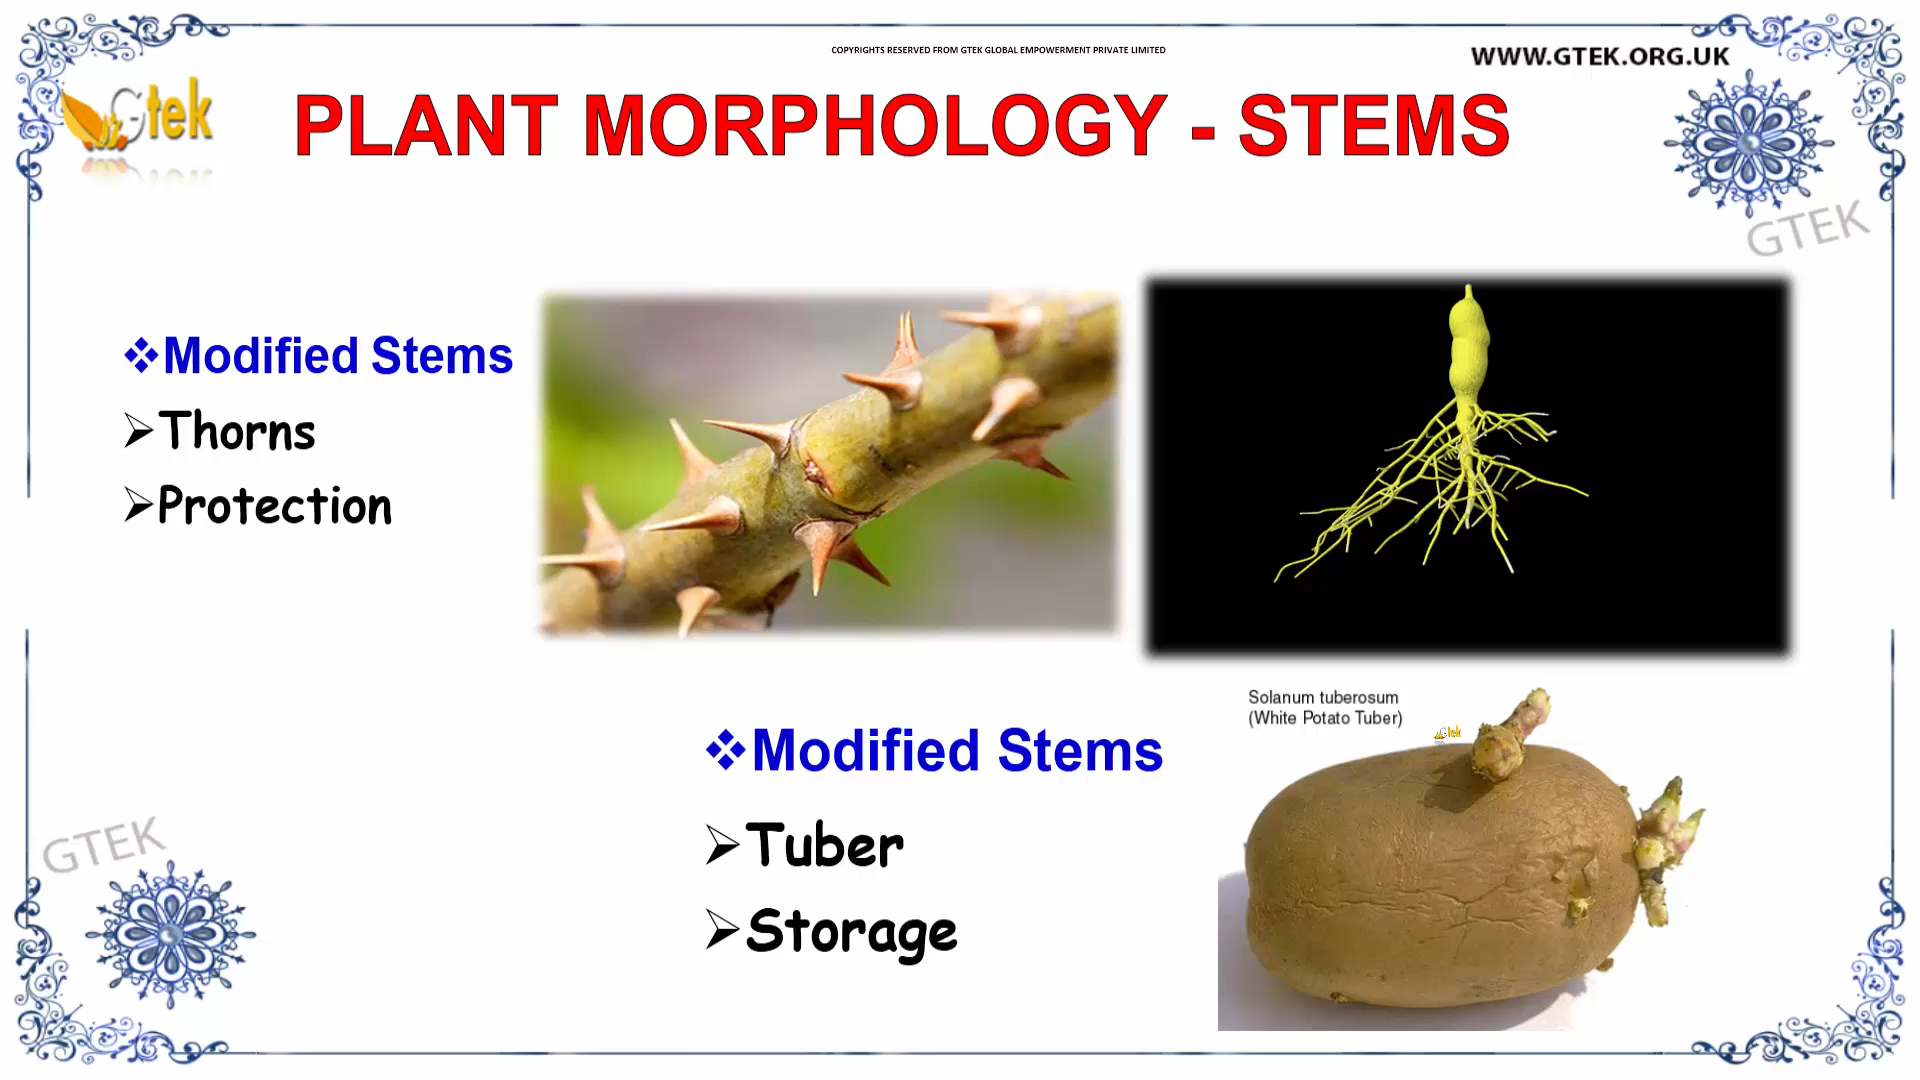 COPYRIGHTS RESERVED FROM GTEK GLOBAL EMPOWERMENT PRIVATE LIMITED
WWW.GTEK.ORG.UK
Gtek
PLANT MORPHOLOGY - STEMS
GTEK
Modified Stems
Thorns
Protection
Solanum tuberosum
(White Potato Tuber)
Gtek
Modified Stems
Tuber
Storage
GTEK